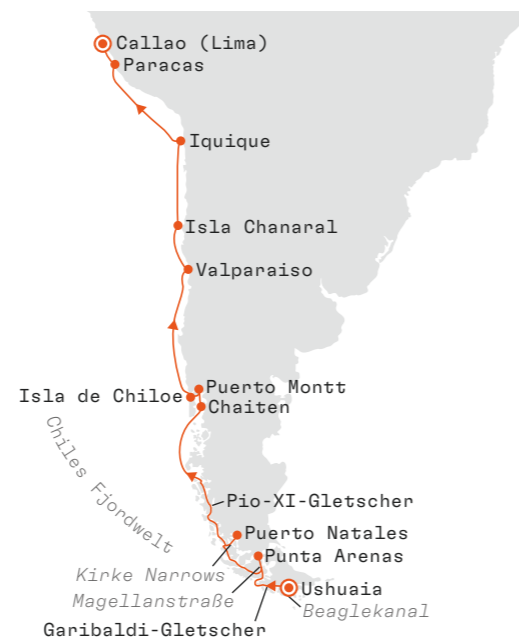 Callao (Lima)
Paracas
Iquique
Isla Chanaral
Valparaiso
Puerto Montt
Isla de Chiloe
Chaiten
Chiles Fjordwelt
Pio-XI-Gletscher
Puerto Natales
Punta Arenas
Kirke Narrows
Ushuaia
Magellanstraße
Beaglekanal
Garibaldi-Gletscher